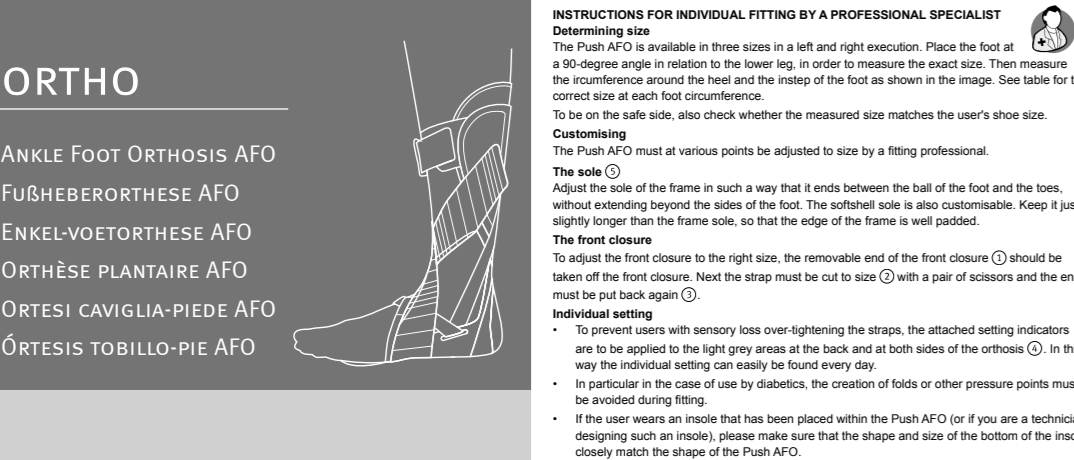 ORTHO
Ankle Foot Orthosis AFO
Fußheberorthese AFO
Enkel-voetorthese AFO
Orthèse plantaire AFO
Ortesi caviglia-piede AFO
Órtesis tobillo-pie AFO
INSTRUCTIONS FOR INDIVIDUAL FITTING BY A PROFESSIONAL SPECIALIST
Determining size
The Push AFO is available in three sizes in a left and right execution. Place the foot at
a 90-degree angle in relation to the lower leg, in order to measure the exact size. Then measure
the ircumference around the heel and the instep of the foot as shown in the image. See table for
correct size at each foot circumference.
To be on the safe side, also check whether the measured size matches the user's shoe size.
Customising
The Push AFO must at various points be adjusted to size by a fitting professional.
The sole ⑤
Adjust the sole of the frame in such a way that it ends between the ball of the foot and the toes,
without extending beyond the sides of the foot. The softshell sole is also customisable. Keep it
slightly longer than the frame sole, so that the edge of the frame is well padded.
The front closure
To adjust the front closure to the right size, the removable end of the front closure ① should be
taken off the front closure. Next the strap must be cut to size ② with a pair of scissors and the
must be put back again ③.
Individual setting
• To prevent users with sensory loss over-tightening the straps, the attached setting indicators
are to be applied to the light grey areas at the back and at both sides of the orthosis ④. In
way the individual setting can easily be found every day.
• In particular in the case of use by diabetics, the creation of folds or other pressure points
be avoided during fitting.
• If the user wears an insole that has been placed within the Push AFO (or if you are a
designing such an insole), please make sure that the shape and size of the bottom of the
closely match the shape of the Push AFO.